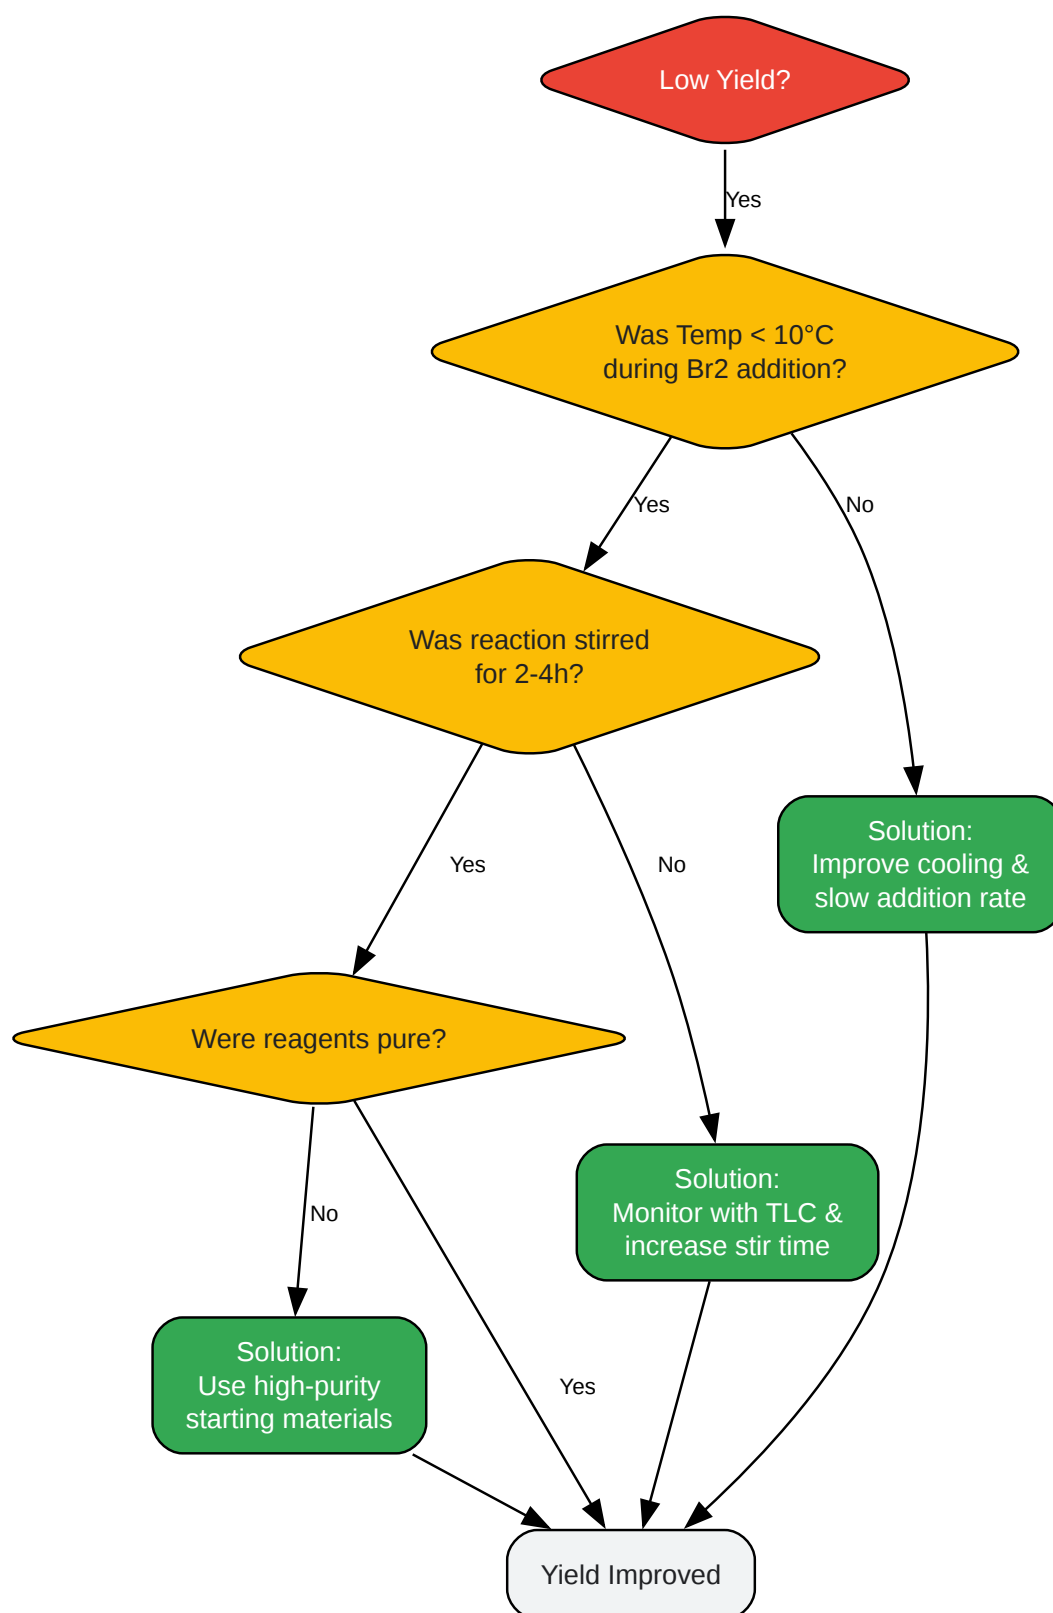 Low Yield?
Yes
Was Temp < 10°C
during Br2 addition?
Yes
No
Was reaction stirred
for 2-4h?
Solution:
Improve cooling &
slow addition rate
Yes
No
Were reagents pure?
Solution:
Monitor with TLC &
increase stir time
No
Solution:
Use high-purity
starting materials
Yes
Yield Improved